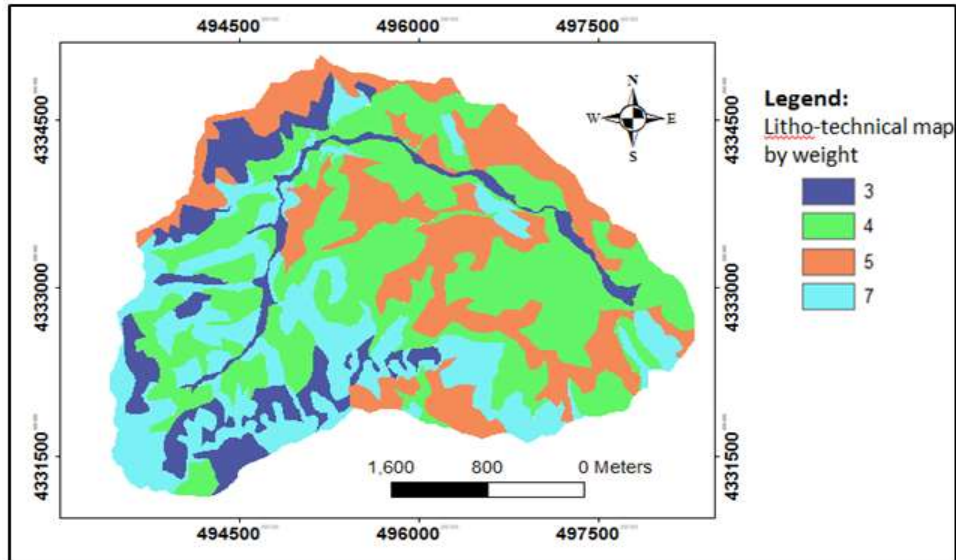 494500 496000 497500
4334500 4334500
4333000 4333000
4331500 4331500
N
W E
S
Legend:
Litho-technical map
by weight
3
4
5
7
1,600 800 0 Meters
494500 496000 497500